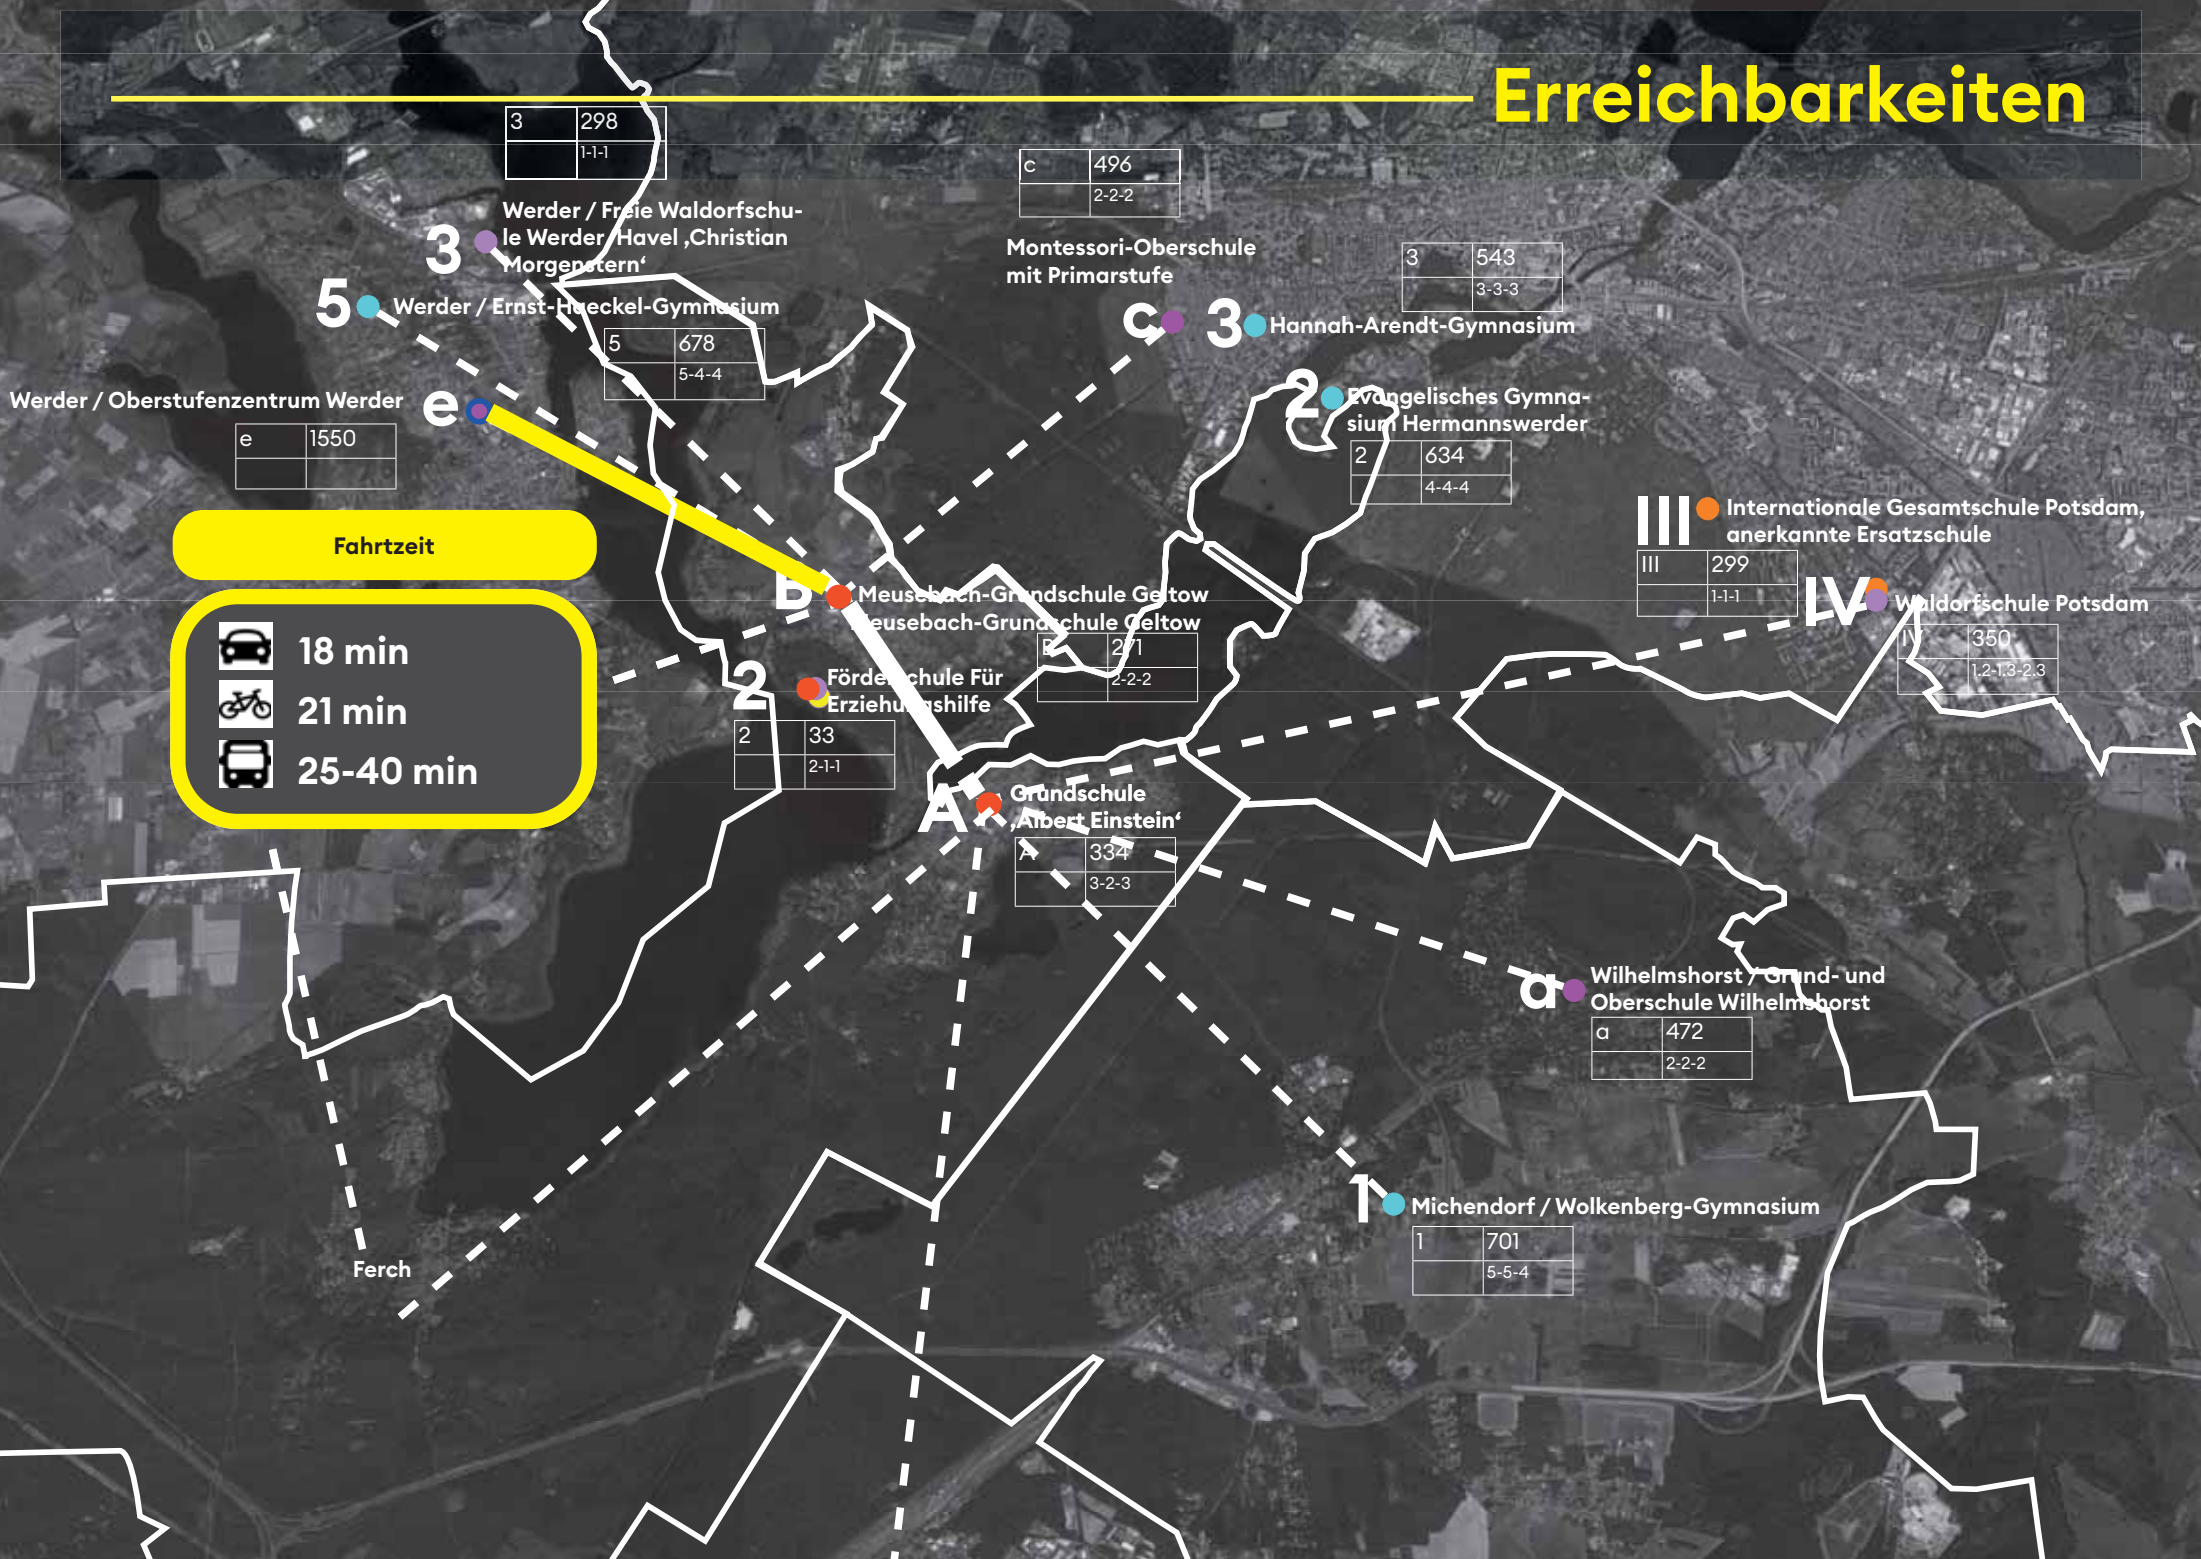 Erreichbarkeiten
3 298
1-1-1
c 496
2-2-2
Werder / Freie Waldorfschu-
le Werder/Havel ‚Christian
Morgenstern‘
3
Montessori-Oberschule
mit Primarstufe
3 543
3-3-3
5
Werder / Ernst-Haeckel-Gymnasium
c
3
Hannah-Arendt-Gymnasium
5 678
5-4-4
Werder / Oberstufenzentrum Werder
e
e 1550
2
Evangelisches Gymna-
sium Hermannswerder
2 634
4-4-4
III
Internationale Gesamtschule Potsdam,
anerkannte Ersatzschule
III 299
1-1-1
Fahrtzeit
18 min
21 min
25-40 min
B
Meusebach-Grundschule Geltow
Meusebach-Grundschule Geltow
B 271
2-2-2
IV
Waldorfschule Potsdam
IV 350
1.2-1.3-2.3
2
Förderschule Für
Erziehungshilfe
2 33
2-1-1
A
Grundschule
‚Albert Einstein‘
A 334
3-2-3
a
Wilhelmshorst / Grund- und
Oberschule Wilhelmshorst
a 472
2-2-2
1
Michendorf / Wolkenberg-Gymnasium
1 701
5-5-4
Ferch